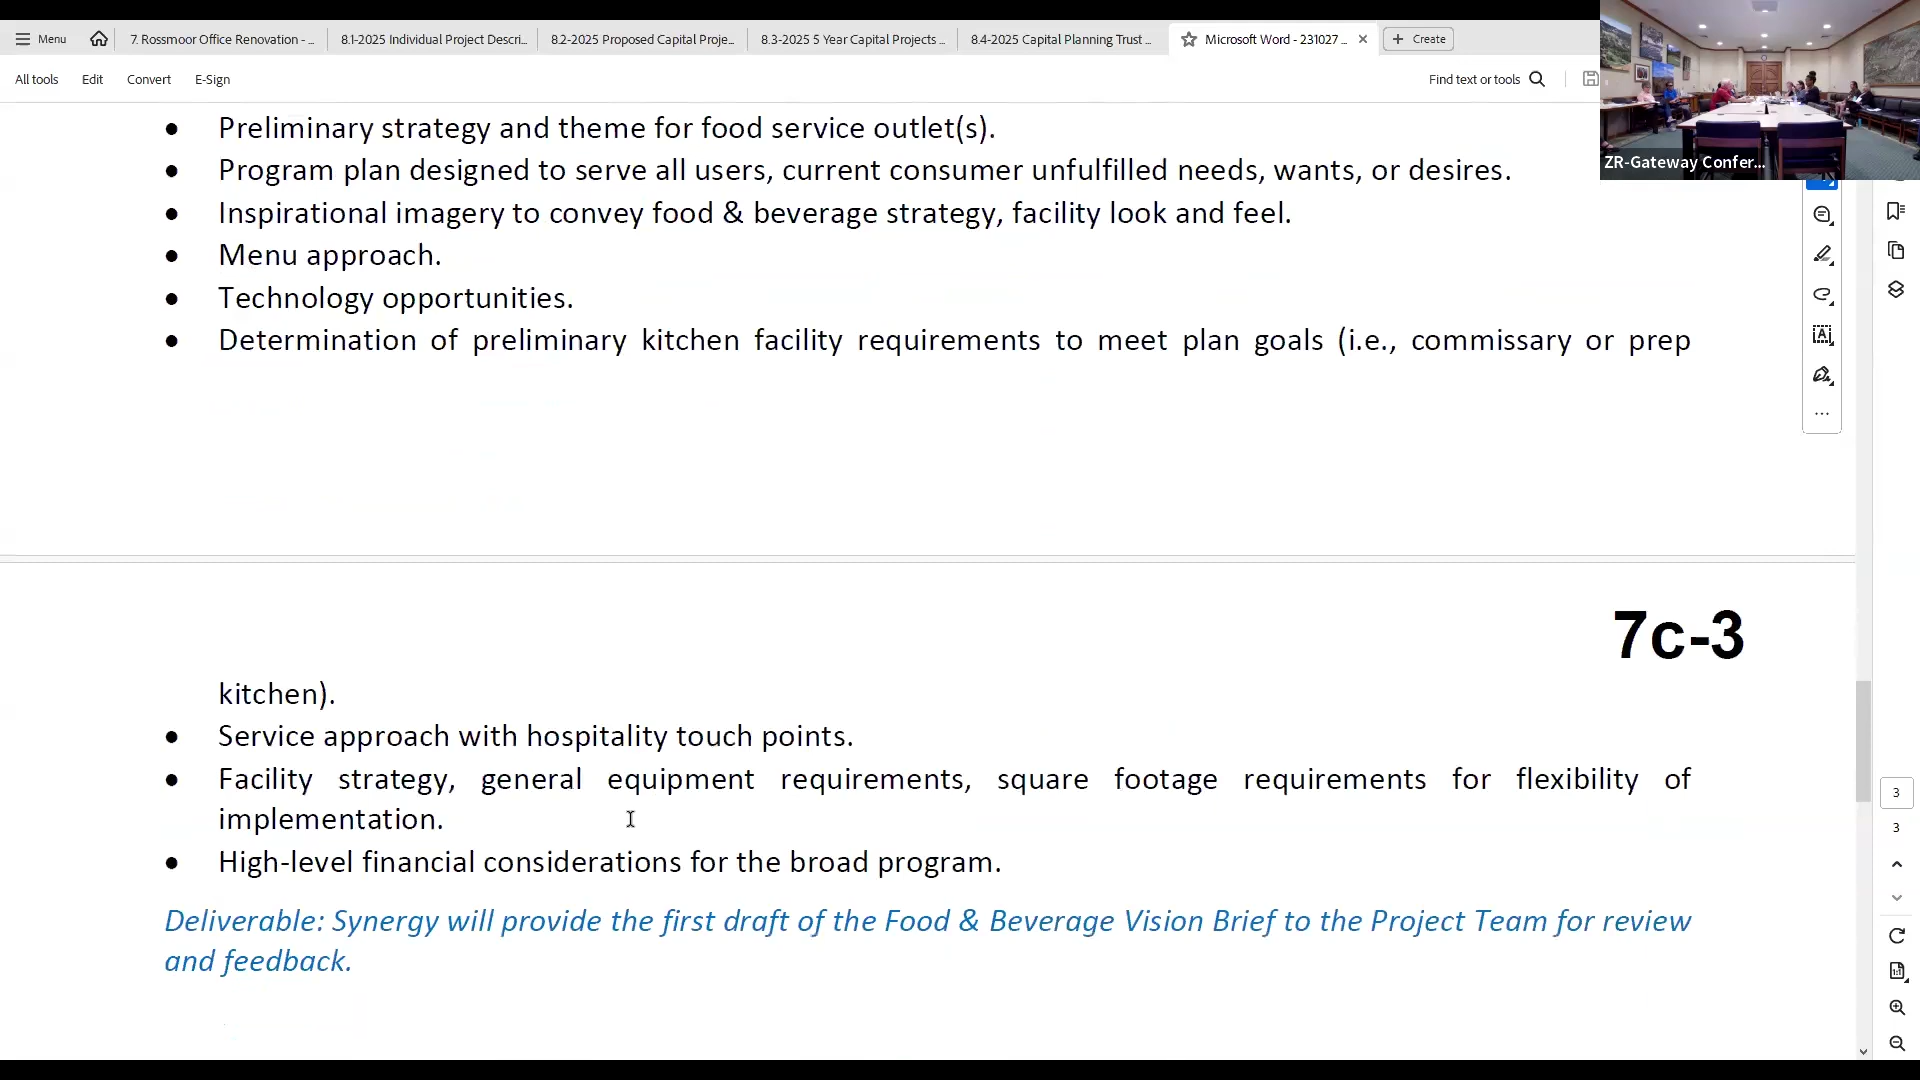 Menu
7. Rossmoor Office Renovation - ...
8.1-2025 Individual Project Descri...
8.2-2025 Proposed Capital Proje...
8.3-2025 5 Year Capital Projects ...
8.4-2025 Capital Planning Trust ...
Microsoft Word - 231027 ...
Create
All tools
Edit
Convert
E-Sign
Find text or tools
ZR-Gateway Confer...
• Preliminary strategy and theme for food service outlet(s).
• Program plan designed to serve all users, current consumer unfulfilled needs, wants, or desires.
• Inspirational imagery to convey food & beverage strategy, facility look and feel.
• Menu approach.
• Technology opportunities.
• Determination of preliminary kitchen facility requirements to meet plan goals (i.e., commissary or prep
7c-3
kitchen).
• Service approach with hospitality touch points.
• Facility strategy, general equipment requirements, square footage requirements for flexibility of
implementation.
• High-level financial considerations for the broad program.
Deliverable: Synergy will provide the first draft of the Food & Beverage Vision Brief to the Project Team for review
and feedback.
3
3